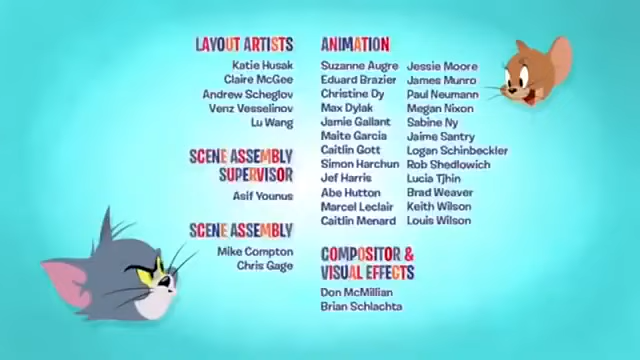 LAYOUT ARTISTS
Katie Husak
Claire McGee
Andrew Scheglov
Venz Vesselinov
Lu Wang
SCENE ASSEMBLY
SUPERVISOR
Asif Younus
SCENE ASSEMBLY
Mike Compton
Chris Gage
ANIMATION
Suzanne Augre
Eduard Brazier
Christine Dy
Max Dylak
Jamie Gallant
Maite Garcia
Caitlin Gott
Simon Harchun
Jef Harris
Abe Hutton
Marcel Leclair
Caitlin Menard
Jessie Moore
James Munro
Paul Neumann
Megan Nixon
Sabine Ny
Jaime Santry
Logan Schinbeckler
Rob Shedlowich
Lucia Tjhin
Brad Weaver
Keith Wilson
Louis Wilson
COMPOSITOR &
VISUAL EFFECTS
Don McMillian
Brian Schlachta